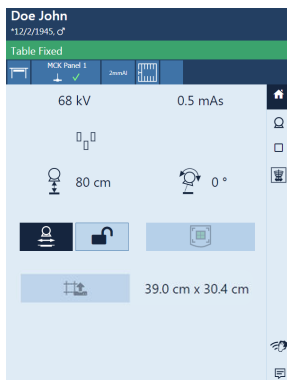 Doe John
*12/2/1945, ♂
Table Fixed
MCK Panel 1
2mmAl
68 kV
0.5 mAs
80 cm
0 °
39.0 cm x 30.4 cm